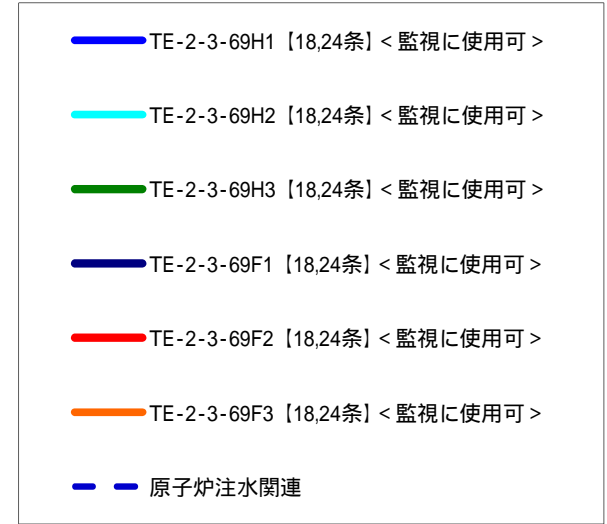 TE-2-3-69H1【18,24条】＜監視に使用可＞
TE-2-3-69H2【18,24条】＜監視に使用可＞
TE-2-3-69H3【18,24条】＜監視に使用可＞
TE-2-3-69F1【18,24条】＜監視に使用可＞
TE-2-3-69F2【18,24条】＜監視に使用可＞
TE-2-3-69F3【18,24条】＜監視に使用可＞
原子炉注水関連